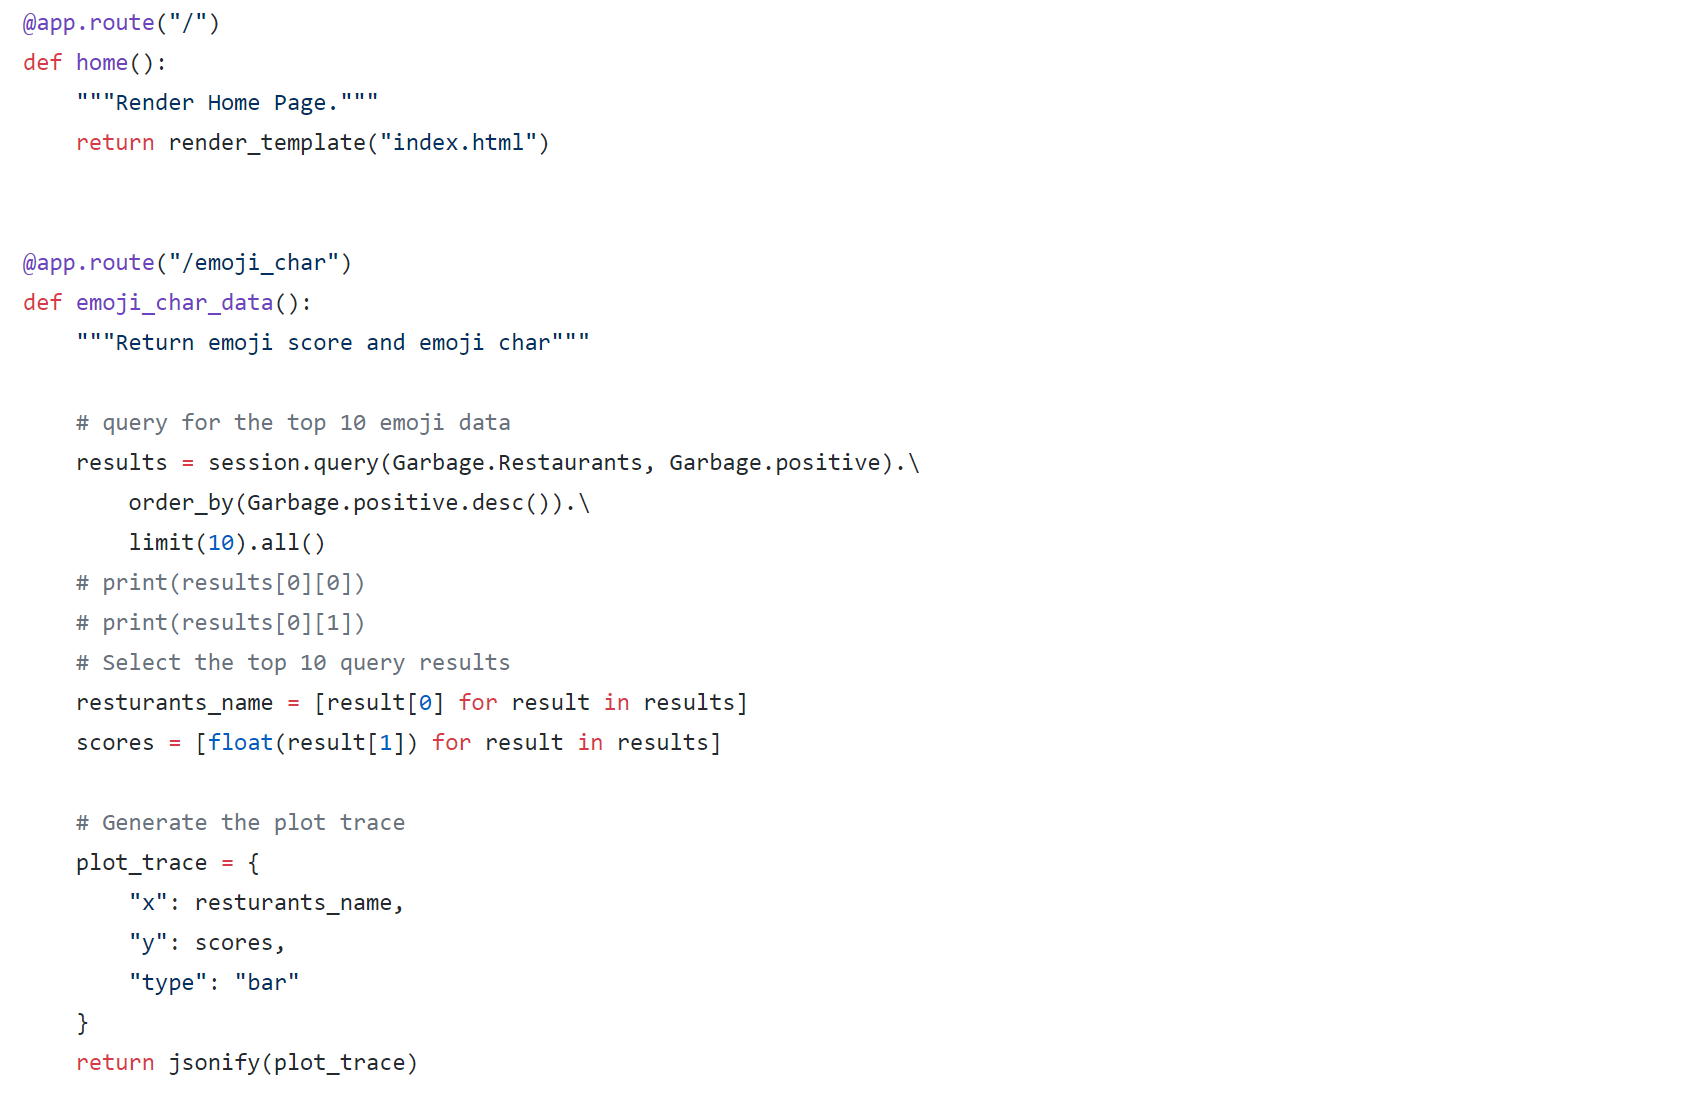 @app.route("/")
def home():
    """Render Home Page."""
    return render_template("index.html")


@app.route("/emoji_char")
def emoji_char_data():
    """Return emoji score and emoji char"""

    # query for the top 10 emoji data
    results = session.query(Garbage.Restaurants, Garbage.positive).\
        order_by(Garbage.positive.desc()).\
        limit(10).all()
    # print(results[0][0])
    # print(results[0][1])
    # Select the top 10 query results
    resturants_name = [result[0] for result in results]
    scores = [float(result[1]) for result in results]

    # Generate the plot trace
    plot_trace = {
        "x": resturants_name,
        "y": scores,
        "type": "bar"
    }
    return jsonify(plot_trace)